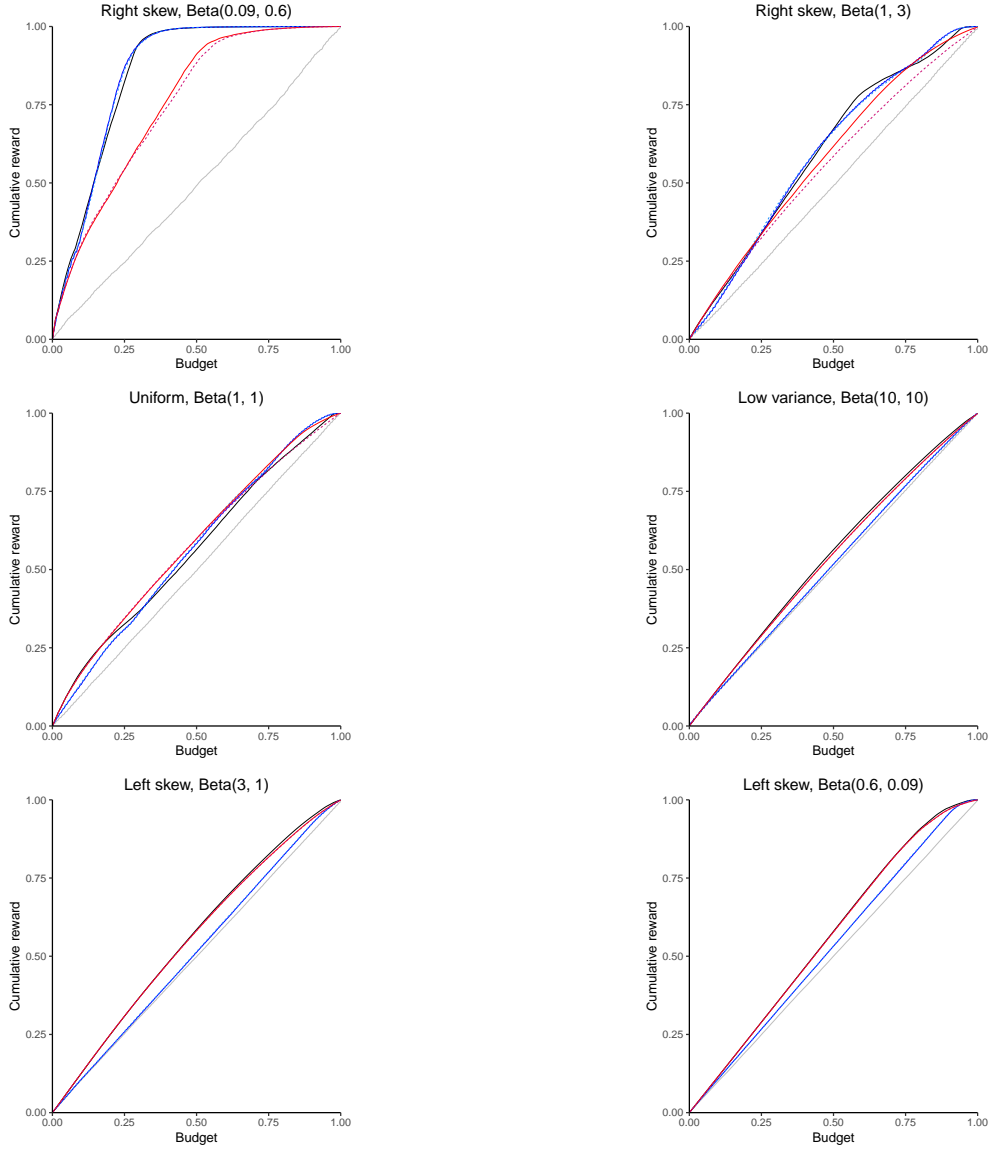 Right skew, Beta(0.09, 0.6)
1.00
0.75
0.50
0.25
0.00
Cumulative reward
0.00 0.25 0.50 0.75 1.00
Budget
Right skew, Beta(1, 3)
1.00
0.75
0.50
0.25
0.00
Cumulative reward
0.00 0.25 0.50 0.75 1.00
Budget
Uniform, Beta(1, 1)
1.00
0.75
0.50
0.25
0.00
Cumulative reward
0.00 0.25 0.50 0.75 1.00
Budget
Low variance, Beta(10, 10)
1.00
0.75
0.50
0.25
0.00
Cumulative reward
0.00 0.25 0.50 0.75 1.00
Budget
Left skew, Beta(3, 1)
1.00
0.75
0.50
0.25
0.00
Cumulative reward
0.00 0.25 0.50 0.75 1.00
Budget
Left skew, Beta(0.6, 0.09)
1.00
0.75
0.50
0.25
0.00
Cumulative reward
0.00 0.25 0.50 0.75 1.00
Budget